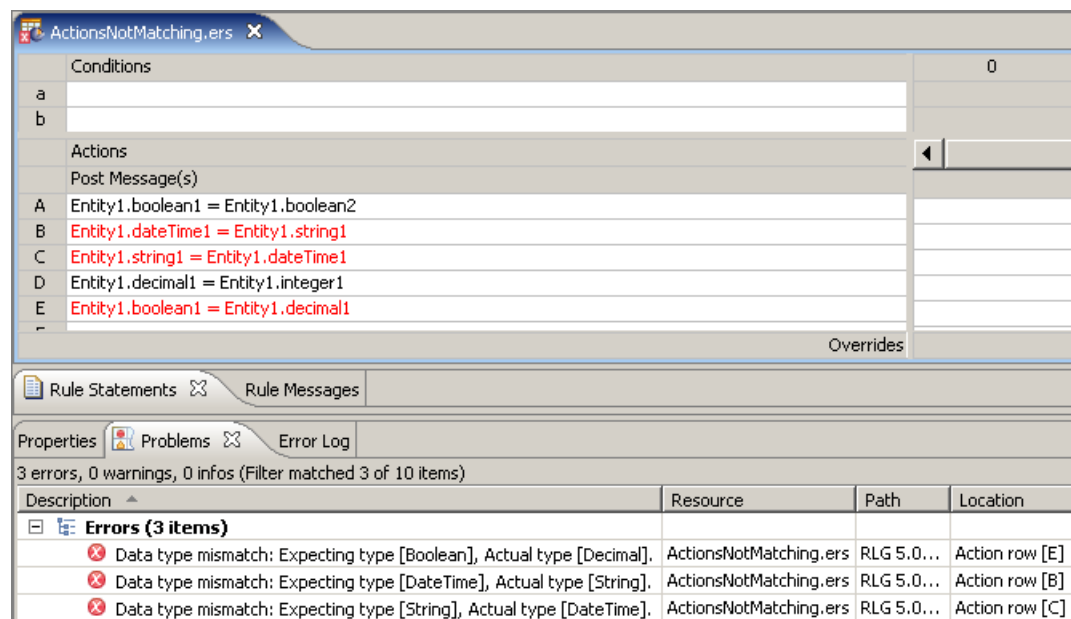 ActionsNotMatching.ers
Conditions 0
a
b
Actions
Post Message(s)
A Entity1.boolean1 = Entity1.boolean2
B Entity1.dateTime1 = Entity1.string1
C Entity1.string1 = Entity1.dateTime1
D Entity1.decimal1 = Entity1.integer1
E Entity1.boolean1 = Entity1.decimal1
Overrides
Rule Statements Rule Messages
Properties Problems Error Log
3 errors, 0 warnings, 0 infos (Filter matched 3 of 10 items)
Description Resource Path Location
Errors (3 items)
Data type mismatch: Expecting type [Boolean], Actual type [Decimal]. ActionsNotMatching.ers RLG 5.0... Action row [E]
Data type mismatch: Expecting type [DateTime], Actual type [String]. ActionsNotMatching.ers RLG 5.0... Action row [B]
Data type mismatch: Expecting type [String], Actual type [DateTime]. ActionsNotMatching.ers RLG 5.0... Action row [C]